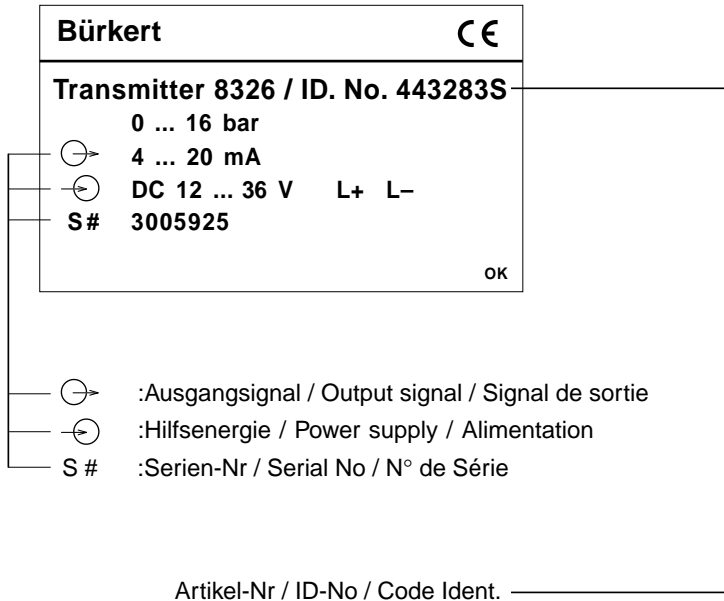 Bürkert CE
Transmitter 8326 / ID. No. 443283S
0 ... 16 bar
4 ... 20 mA
DC 12 ... 36 V L+ L–
S# 3005925
OK
:Ausgangsignal / Output signal / Signal de sortie
:Hilfsenergie / Power supply / Alimentation
S # :Serien-Nr / Serial No / N° de Série
Artikel-Nr / ID-No / Code Ident.